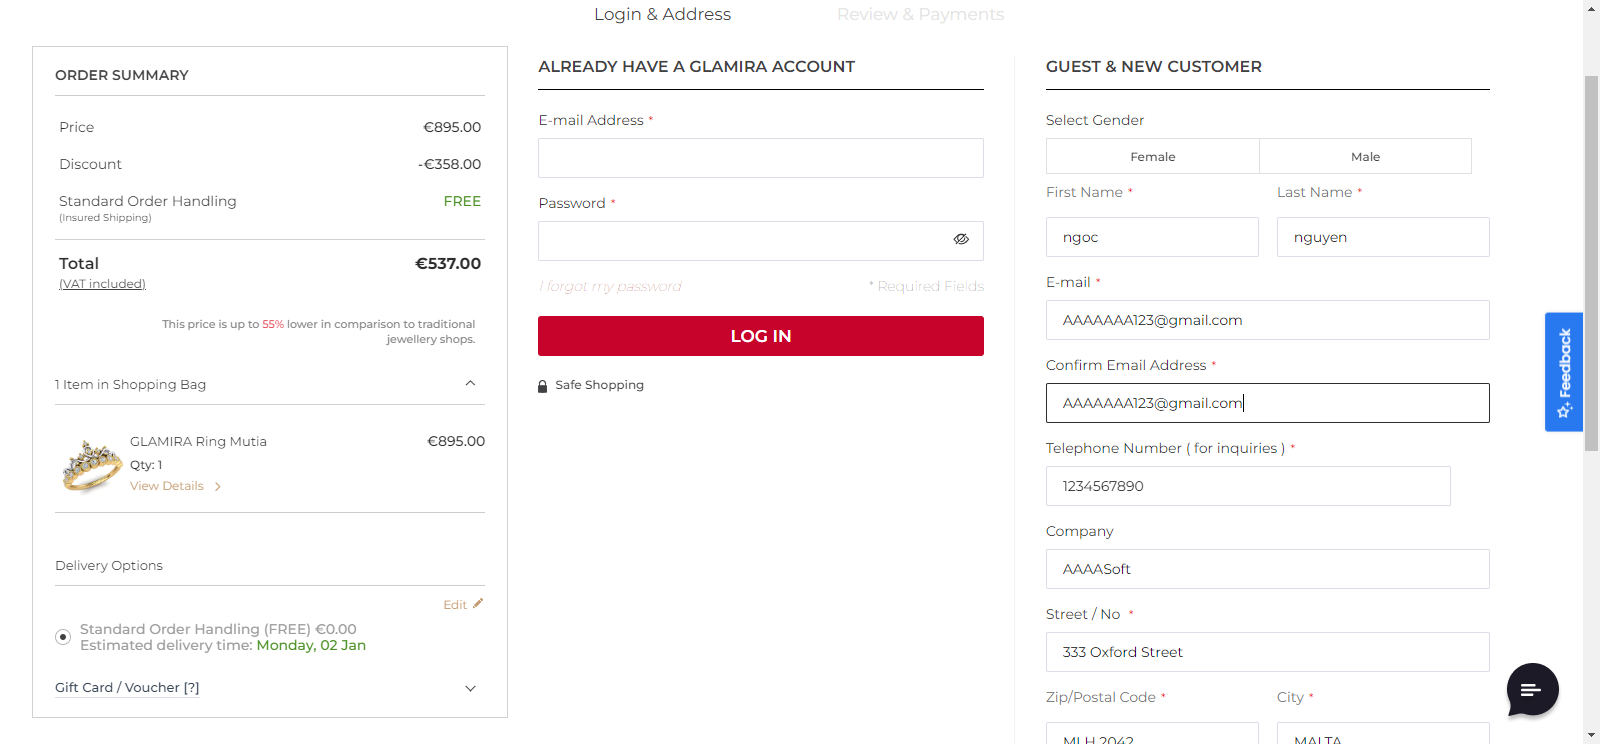 Login & Address
Review & Payments
ORDER SUMMARY
Price €895.00
Discount -€358.00
Standard Order Handling FREE
(Insured Shipping)
Total €537.00
(VAT included)
This price is up to 55% lower in comparison to traditional
jewellery shops.
1 Item in Shopping Bag
GLAMIRA Ring Mutia €895.00
Qty: 1
View Details
Delivery Options
Edit
Standard Order Handling (FREE) €0.00
Estimated delivery time: Monday, 02 Jan
Gift Card / Voucher [?]
ALREADY HAVE A GLAMIRA ACCOUNT
E-mail Address *
Password *
I forgot my password
* Required Fields
LOG IN
Safe Shopping
GUEST & NEW CUSTOMER
Select Gender
Female Male
First Name * Last Name *
ngoc nguyen
E-mail *
AAAAAAA123@gmail.com
Confirm Email Address *
AAAAAAA123@gmail.com
Telephone Number ( for inquiries ) *
1234567890
Company
AAAASoft
Street / No *
333 Oxford Street
Zip/Postal Code * City *
MLH 2042 MALTA
Feedback